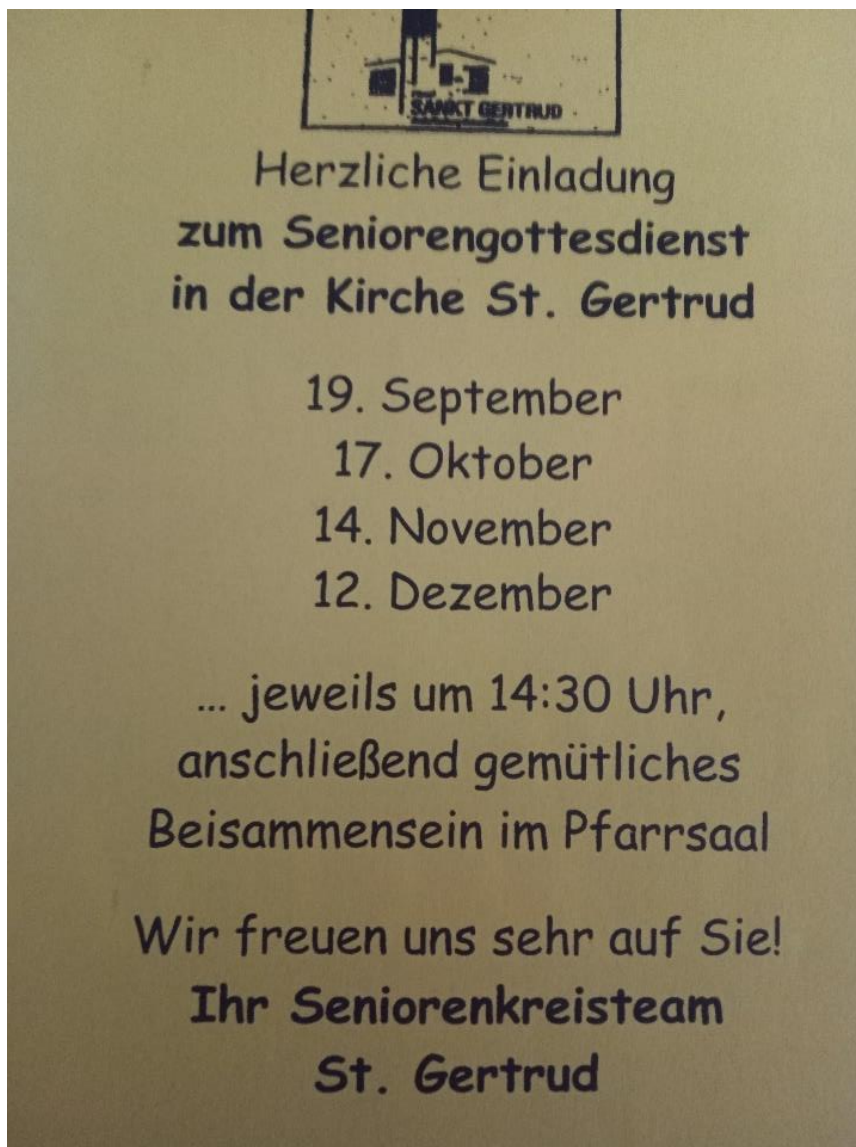 SANKT GERTRUD
Herzliche Einladung
zum Seniorengottesdienst
in der Kirche St. Gertrud
19. September
17. Oktober
14. November
12. Dezember
... jeweils um 14:30 Uhr,
anschließend gemütliches
Beisammensein im Pfarrsaal
Wir freuen uns sehr auf Sie!
Ihr Seniorenkreisteam
St. Gertrud